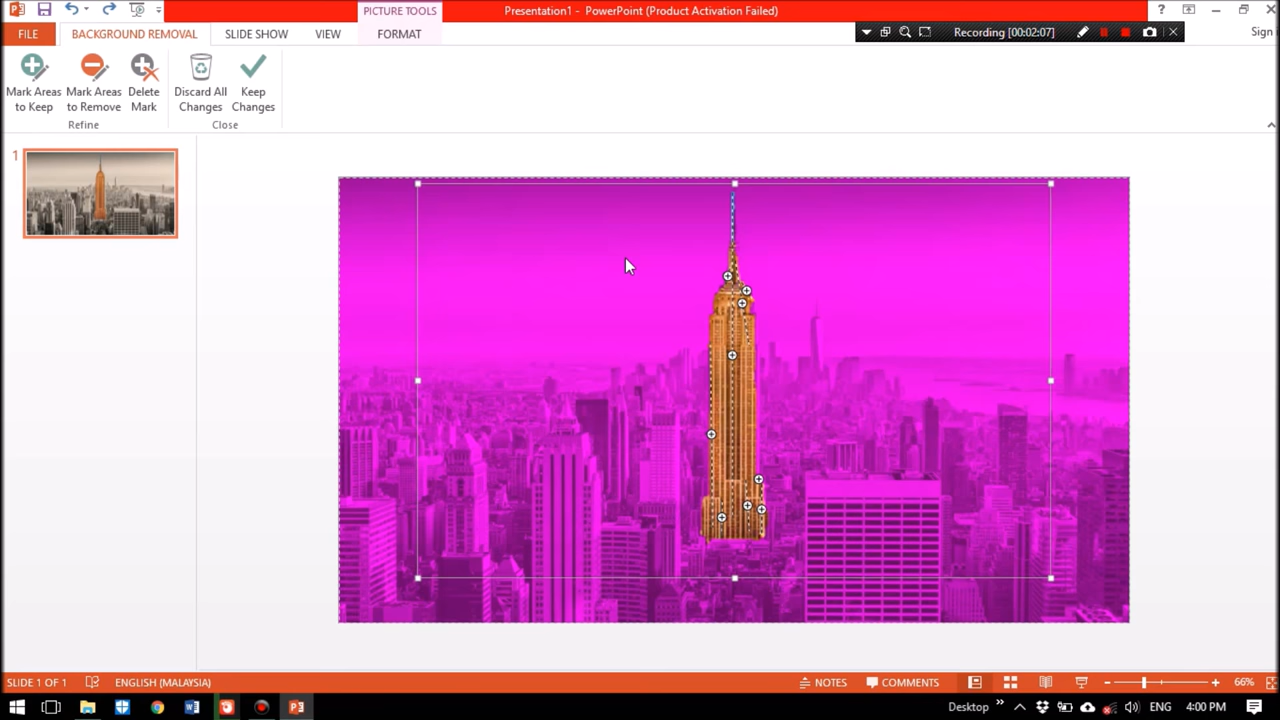 PICTURE TOOLS
Presentation1 - PowerPoint (Product Activation Failed)
?
FILE
BACKGROUND REMOVAL
SLIDE SHOW
VIEW
FORMAT
Recording [00:02:07]
Sign
Mark Areas to Keep
Mark Areas to Remove
Delete Mark
Discard All Changes
Keep Changes
Refine
Close
1
SLIDE 1 OF 1
ENGLISH (MALAYSIA)
NOTES
COMMENTS
66%
Desktop
ENG
4:00 PM